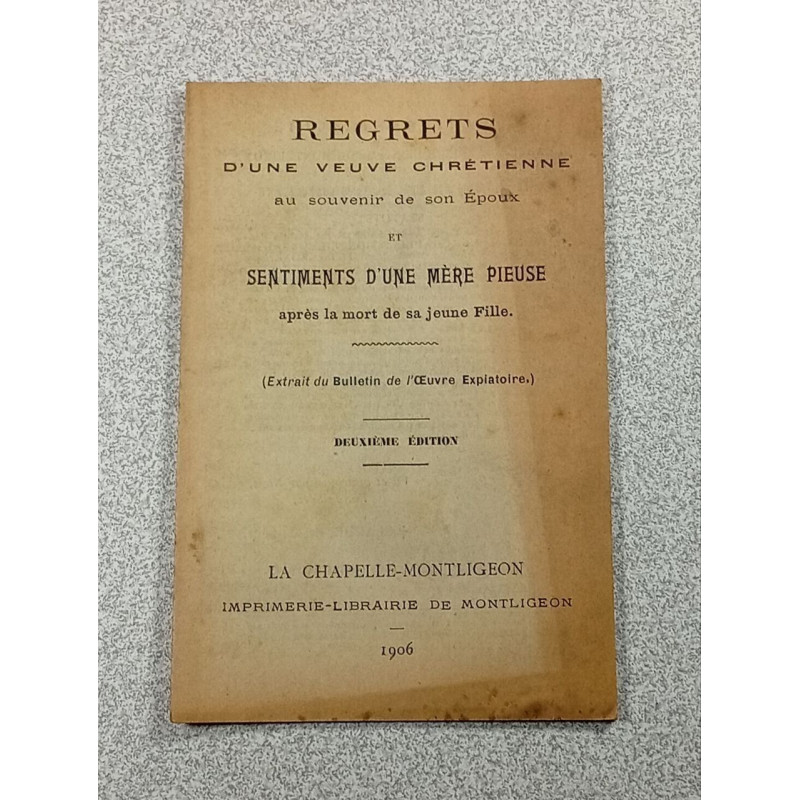 REGRETS
D'UNE VEUVE CHRÉTIENNE
au souvenir de son Époux
ET
SENTIMENTS D'UNE MÈRE PIEUSE
après la mort de sa jeune Fille.
(Extrait du Bulletin de l'Œuvre Expiatoire.)
DEUXIÈME ÉDITION
LA CHAPELLE-MONTLIGEON
IMPRIMERIE-LIBRAIRIE DE MONTLIGEON
1906